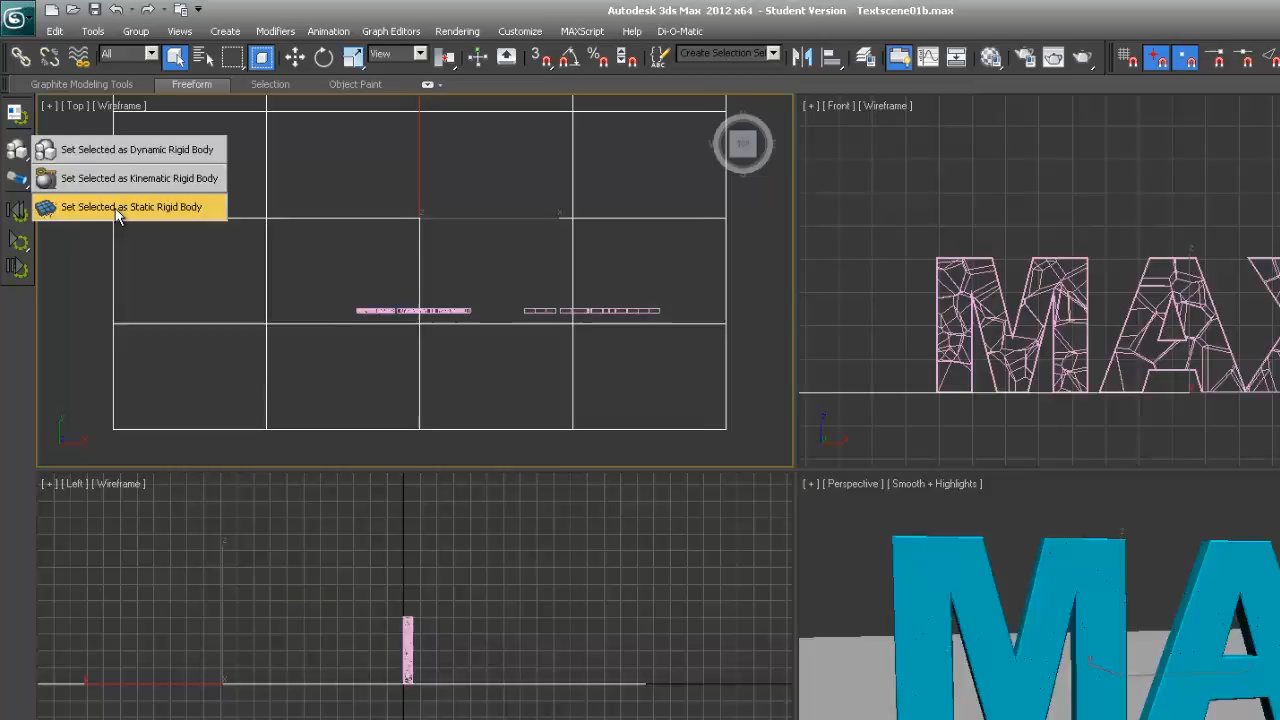 Autodesk 3ds Max 2012 x64 - Student Version Textscene01b.max
Edit Tools Group Views Create Modifiers Animation Graph Editors Rendering Customize MAXScript Help Di-O-Matic
All View 3 Create Selection Se
Graphite Modeling Tools Freeform Selection Object Paint
[ + ] [ Top ] [ Wireframe ]
[ + ] [ Front ] [ Wireframe ]
Set Selected as Dynamic Rigid Body
Set Selected as Kinematic Rigid Body
Set Selected as Static Rigid Body
MAX
[ + ] [ Left ] [ Wireframe ]
[ + ] [ Perspective ] [ Smooth + Highlights ]
MA